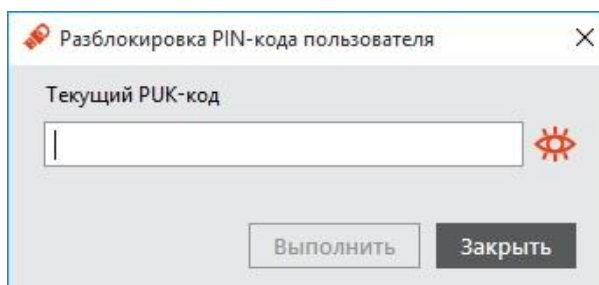 Разблокировка PIN-кода пользователя
Текущий PUK-код
Выполнить Закрыть